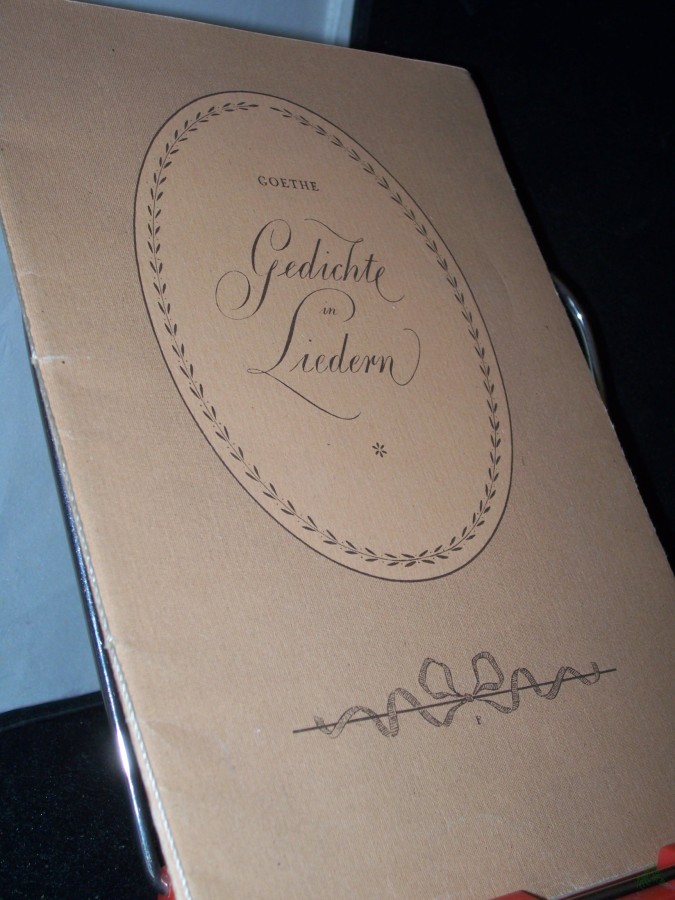 GOETHE
Gedichte
in
Liedern
*